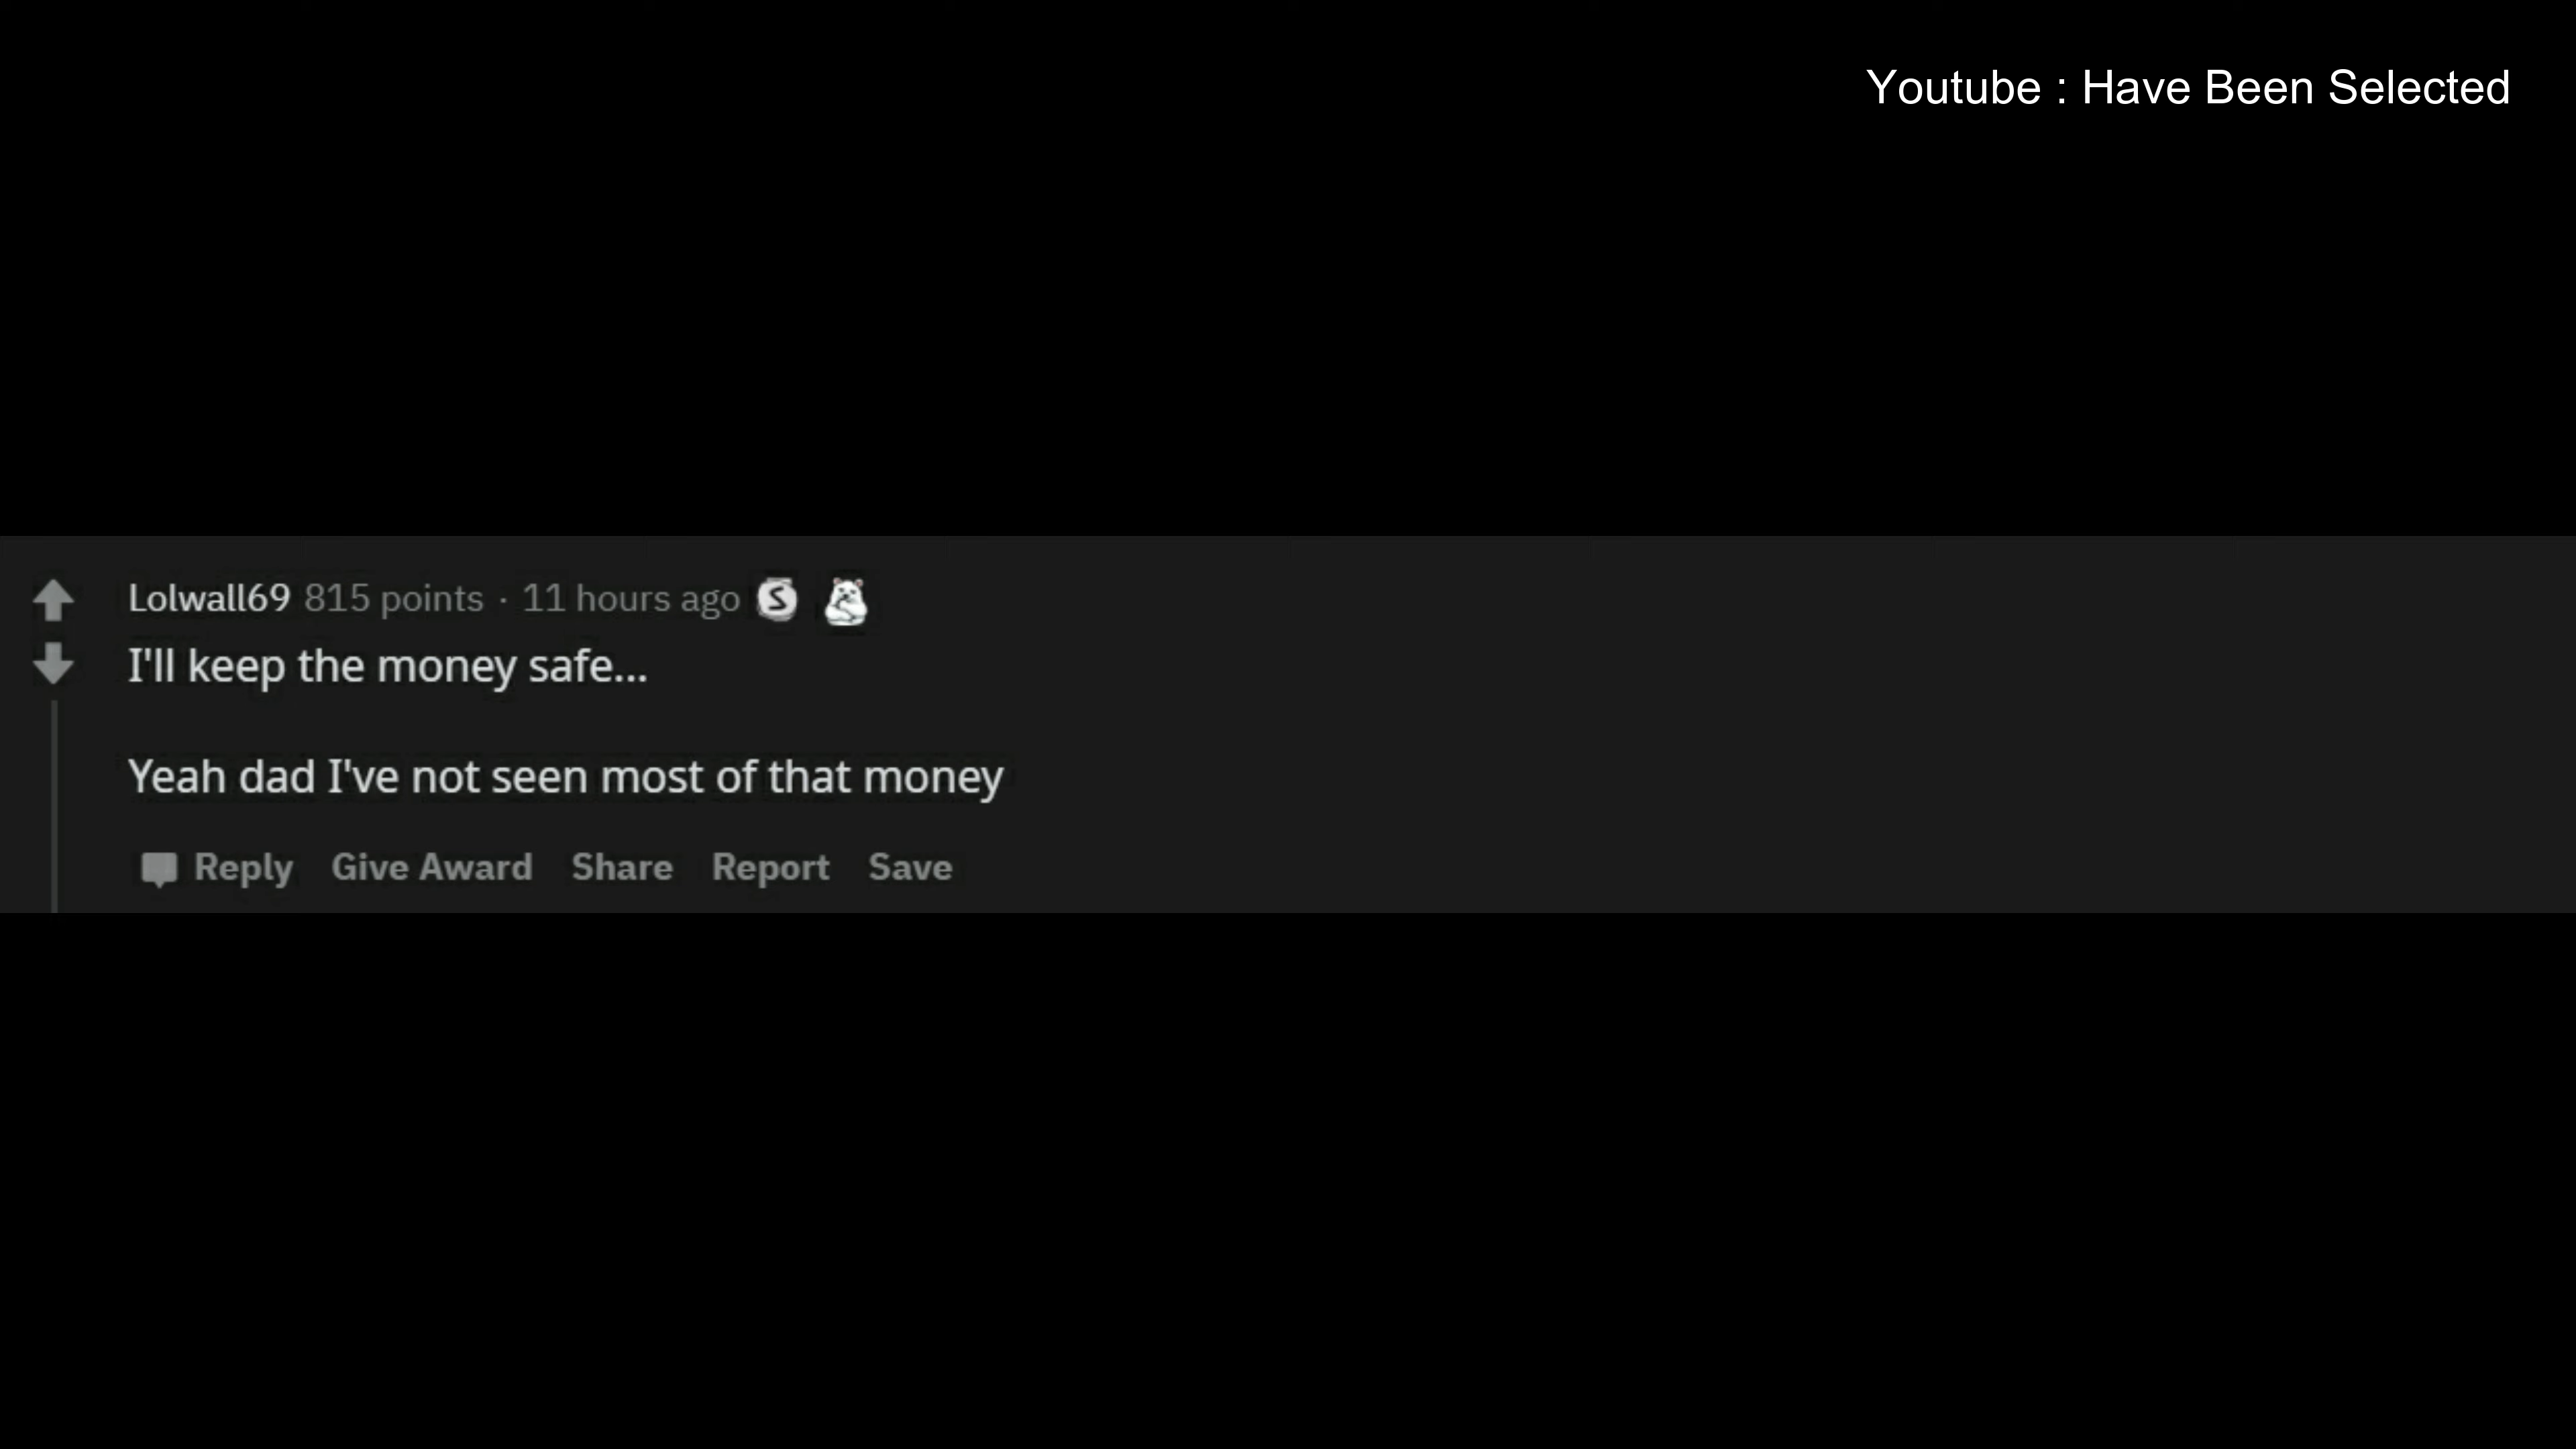 Youtube : Have Been Selected
Lolwall69 815 points · 11 hours ago S
I'll keep the money safe...
Yeah dad I've not seen most of that money
Reply Give Award Share Report Save